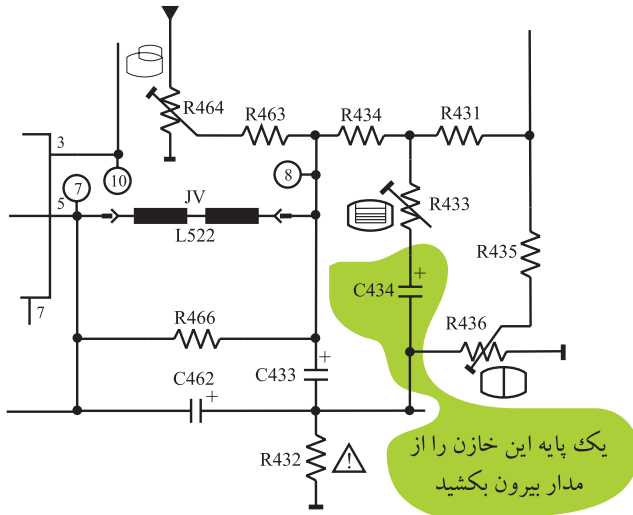 R464
R463
R434
R431
3
8
10
7
5
JV
L522
R433
R435
C434
R436
R466
C433
C462
R432
7
+
+
+
!
یک پایه این خازن را از
مدار بیرون بکشید